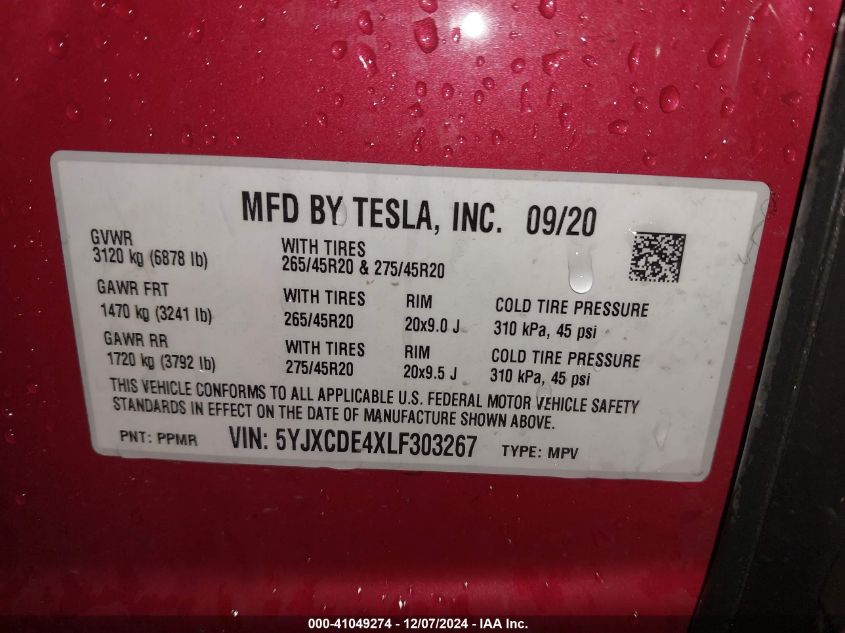 MFD BY TESLA, INC. 09/20
GVWR
3120 kg (6878 lb)
WITH TIRES
265/45R20 & 275/45R20
GAWR FRT
1470 kg (3241 lb)
WITH TIRES
265/45R20
RIM
20x9.0 J
COLD TIRE PRESSURE
310 kPa, 45 psi
GAWR RR
1720 kg (3792 lb)
WITH TIRES
275/45R20
RIM
20x9.5 J
COLD TIRE PRESSURE
310 kPa, 45 psi
THIS VEHICLE CONFORMS TO ALL APPLICABLE U.S. FEDERAL MOTOR VEHICLE SAFETY
STANDARDS IN EFFECT ON THE DATE OF MANUFACTURE SHOWN ABOVE.
PNT: PPMR VIN: 5YJXCDE4XLF303267 TYPE: MPV
000-41049274 - 12/07/2024 - IAA Inc.